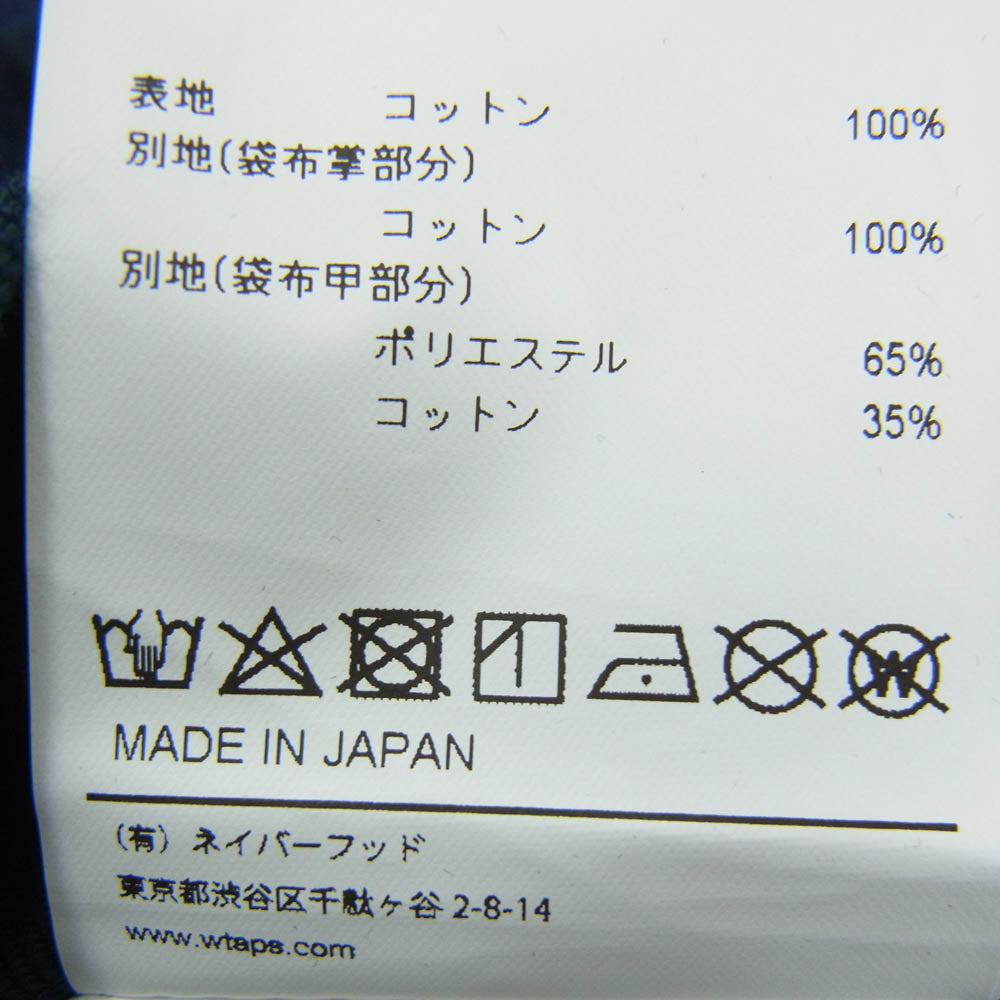 表地 コットン 100%
別地(袋布掌部分)
コットン 100%
別地(袋布甲部分)
ポリエステル 65%
コットン 35%
W
MADE IN JAPAN
(有) ネイバーフッド
東京都渋谷区千駄ヶ谷 2-8-14
www.wtaps.com